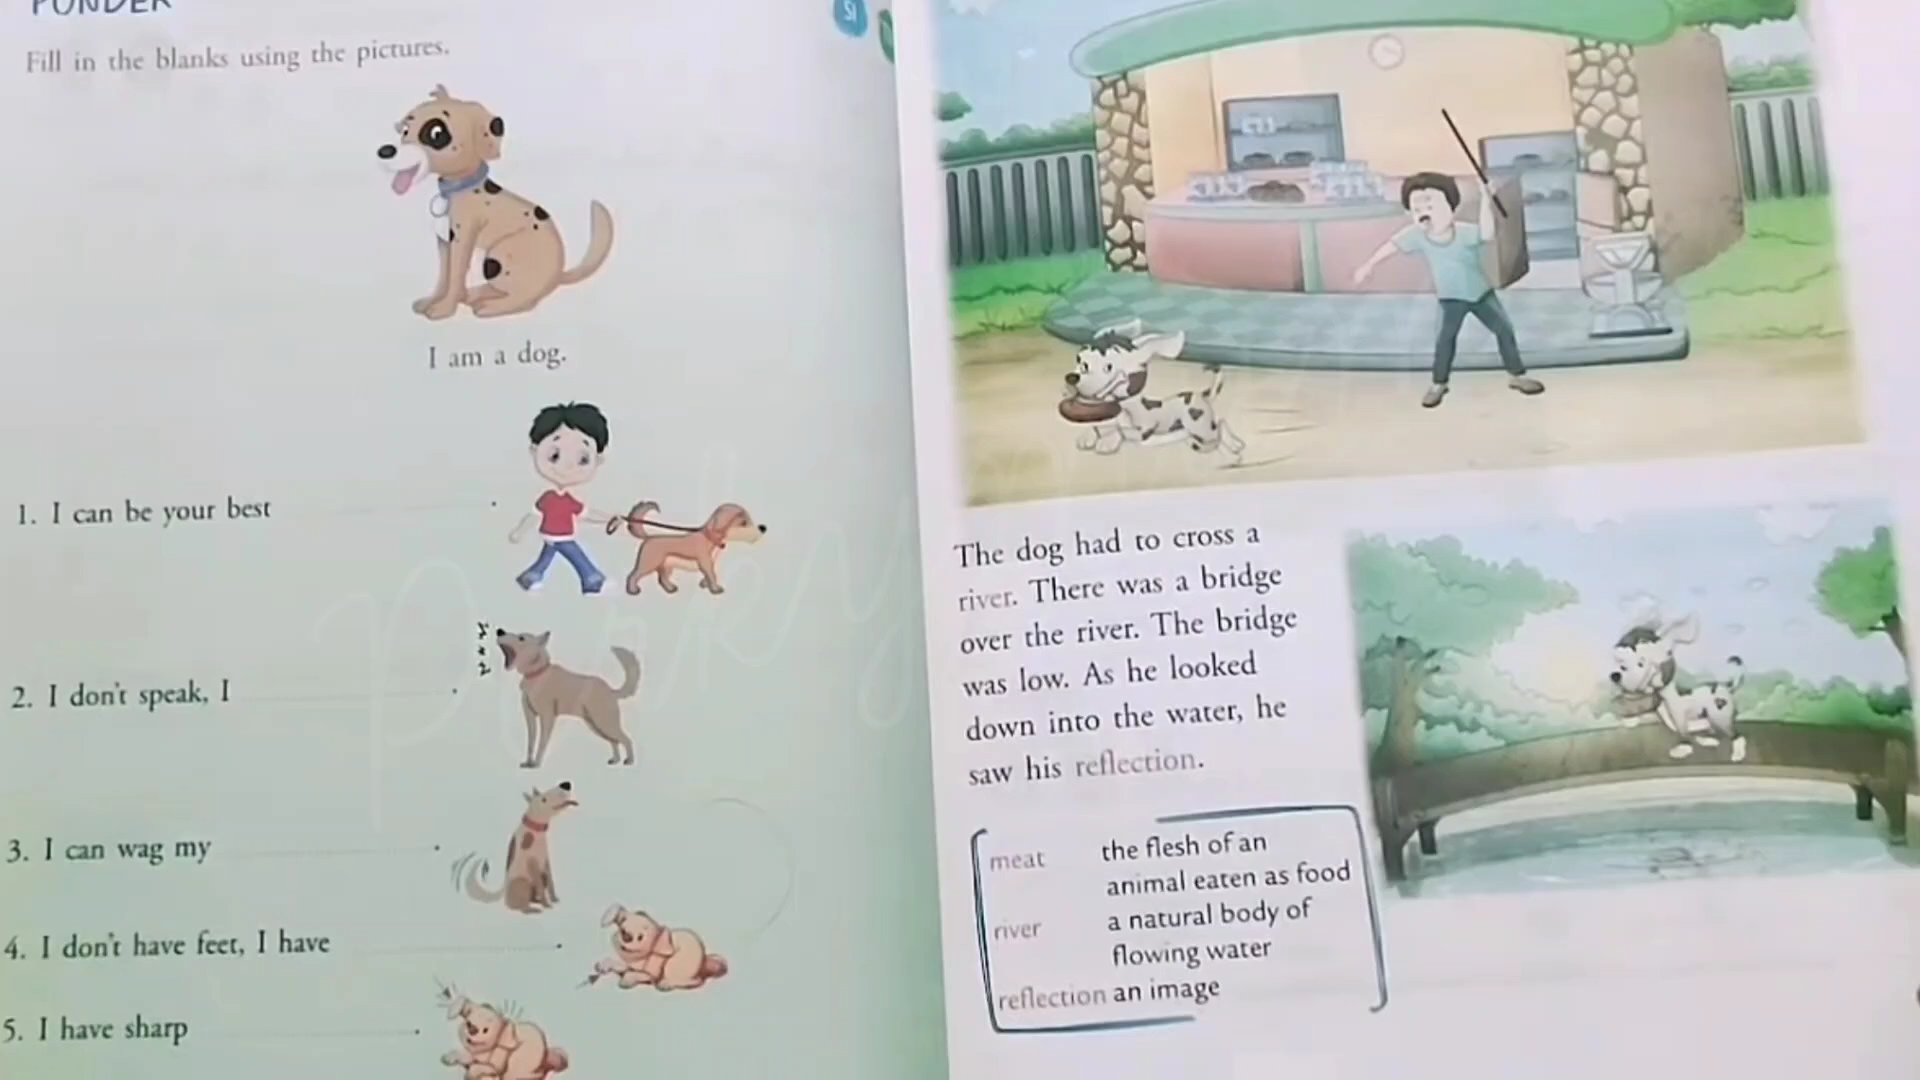 PONDER
Fill in the blanks using the pictures.
I am a dog.
1. I can be your best .
2. I don't speak, I .
3. I can wag my .
4. I don't have feet, I have .
5. I have sharp .
51
The dog had to cross a
river. There was a bridge
over the river. The bridge
was low. As he looked
down into the water, he
saw his reflection.
meat the flesh of an
animal eaten as food
river a natural body of
flowing water
reflection an image